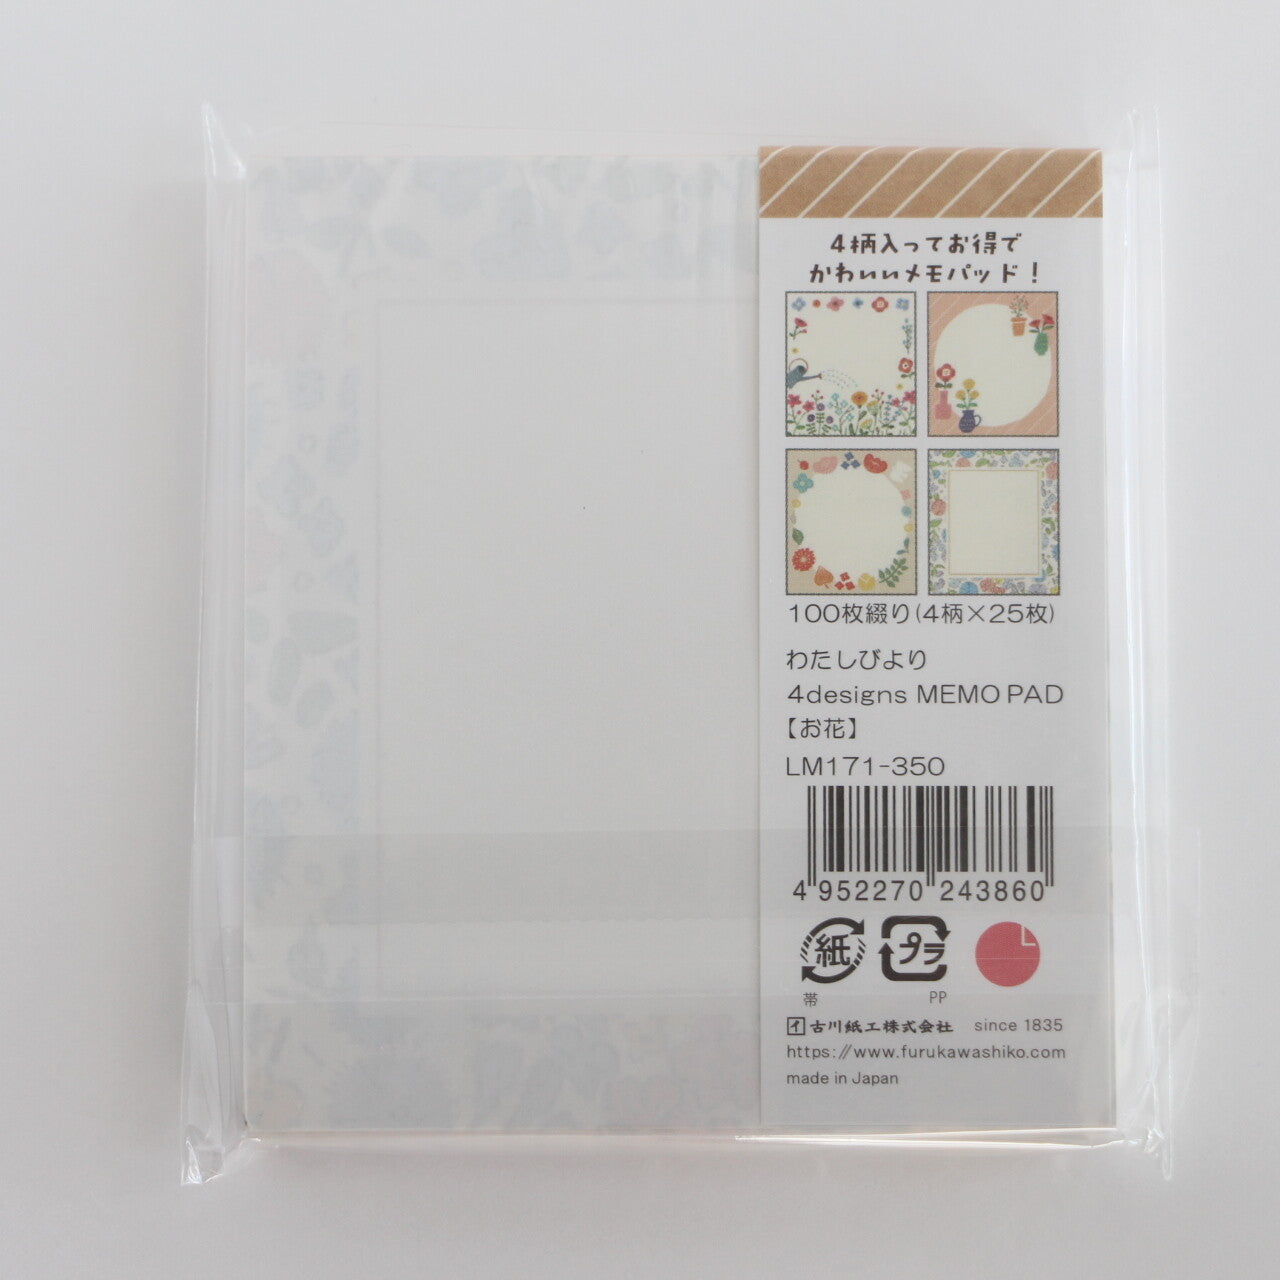 4柄入ってお得で
かわいいメモパッド！
100枚綴り(4柄×25枚)
わたしびより
4designs MEMO PAD
【お花】
LM171-350
4 952270 243860
紙 プラ
帯 PP
古川紙工株式会社 since 1835
https://www.furukawashiko.com
made in Japan